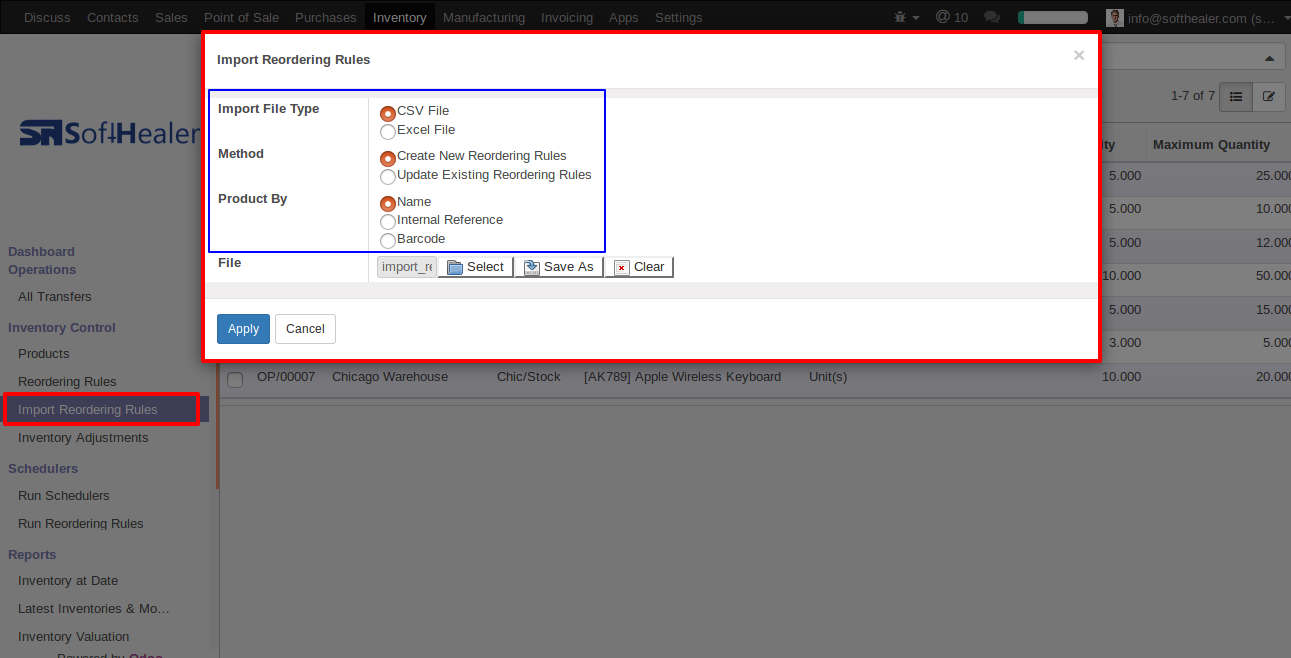 Discuss Contacts Sales Point of Sale Purchases Inventory Manufacturing Invoicing Apps Settings @ 10 info@softhealer.com (s...
Import Reordering Rules ×
Import File Type
CSV File
Excel File
Method
Create New Reordering Rules
Update Existing Reordering Rules
Product By
Name
Internal Reference
Barcode
File import_re Select Save As Clear
Apply Cancel
1-7 of 7
ity Maximum Quantity
5.000 25.000
5.000 10.000
5.000 12.000
10.000 50.000
5.000 15.000
3.000 5.000
OP/00007 Chicago Warehouse Chic/Stock [AK789] Apple Wireless Keyboard Unit(s) 10.000 20.000
SH Soft-Healer
Dashboard
Operations
All Transfers
Inventory Control
Products
Reordering Rules
Import Reordering Rules
Inventory Adjustments
Schedulers
Run Schedulers
Run Reordering Rules
Reports
Inventory at Date
Latest Inventories & Mo...
Inventory Valuation
Powered by Odoo